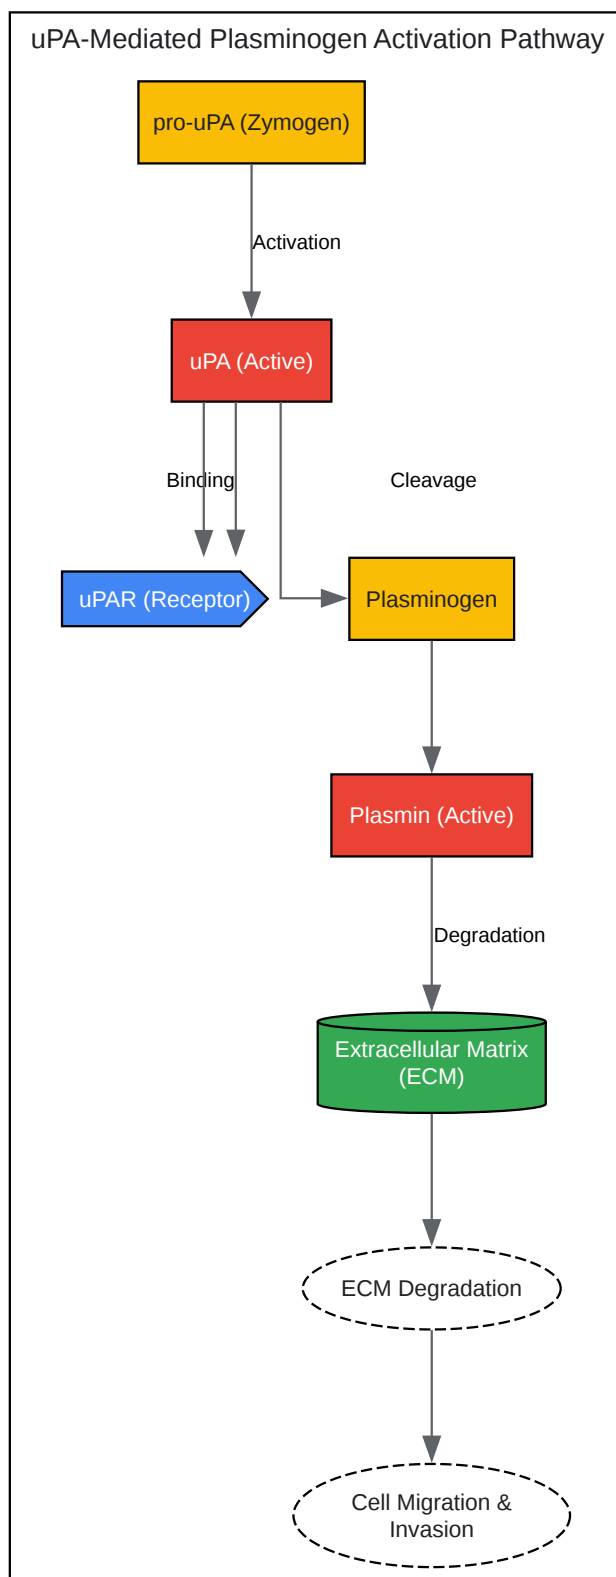 uPA-Mediated Plasminogen Activation Pathway
pro-uPA (Zymogen)
Activation
uPA (Active)
Binding
Cleavage
uPAR (Receptor)
Plasminogen
Plasmin (Active)
Degradation
Extracellular Matrix
(ECM)
ECM Degradation
Cell Migration &
Invasion